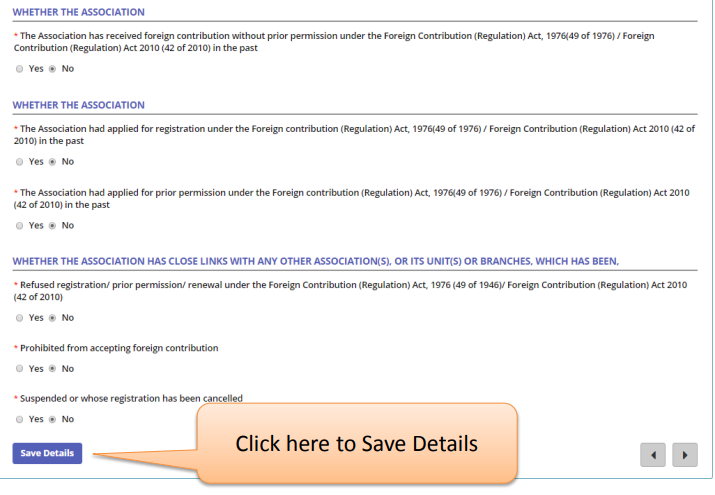 WHETHER THE ASSOCIATION
* The Association has received foreign contribution without prior permission under the Foreign Contribution (Regulation) Act, 1976(49 of 1976) / Foreign
Contribution (Regulation) Act 2010 (42 of 2010) in the past
Yes No
WHETHER THE ASSOCIATION
* The Association had applied for registration under the Foreign contribution (Regulation) Act, 1976(49 of 1976) / Foreign Contribution (Regulation) Act 2010 (42 of
2010) in the past
Yes No
* The Association had applied for prior permission under the Foreign contribution (Regulation) Act, 1976(49 of 1976) / Foreign Contribution (Regulation) Act 2010
(42 of 2010) in the past
Yes No
WHETHER THE ASSOCIATION HAS CLOSE LINKS WITH ANY OTHER ASSOCIATION(S), OR ITS UNIT(S) OR BRANCHES, WHICH HAS BEEN,
* Refused registration/ prior permission/ renewal under the Foreign Contribution (Regulation) Act, 1976 (49 of 1946)/ Foreign Contribution (Regulation) Act 2010
(42 of 2010)
Yes No
* Prohibited from accepting foreign contribution
Yes No
* Suspended or whose registration has been cancelled
Yes No
Save Details
Click here to Save Details